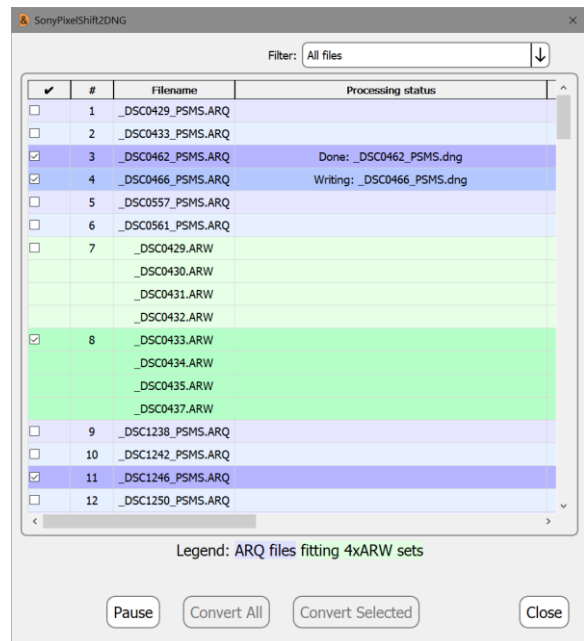 SonyPixelShift2DNG
Filter: All files
✔ # Filename Processing status
1 _DSC0429_PSMS.ARQ
2 _DSC0433_PSMS.ARQ
3 _DSC0462_PSMS.ARQ Done: _DSC0462_PSMS.dng
4 _DSC0466_PSMS.ARQ Writing: _DSC0466_PSMS.dng
5 _DSC0557_PSMS.ARQ
6 _DSC0561_PSMS.ARQ
7 _DSC0429.ARW
_DSC0430.ARW
_DSC0431.ARW
_DSC0432.ARW
8 _DSC0433.ARW
_DSC0434.ARW
_DSC0435.ARW
_DSC0437.ARW
9 _DSC1238_PSMS.ARQ
10 _DSC1242_PSMS.ARQ
11 _DSC1246_PSMS.ARQ
12 _DSC1250_PSMS.ARQ
Legend: ARQ files fitting 4xARW sets
Pause Convert All Convert Selected Close